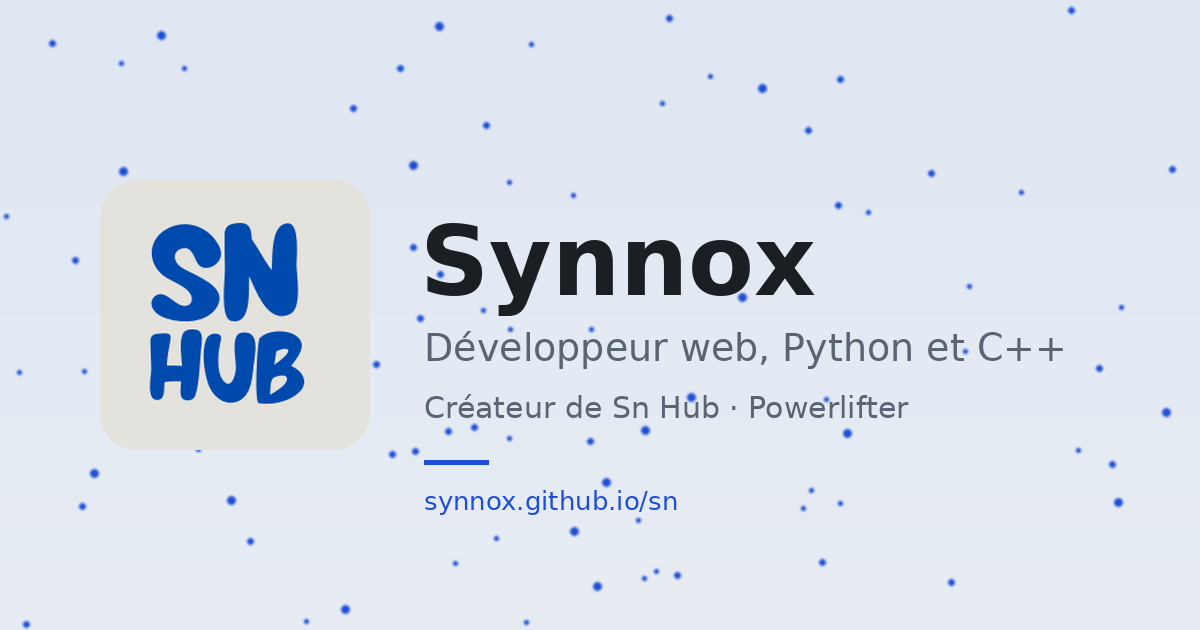 SN
HUB
Synnox
Développeur web, Python et C++
Créateur de Sn Hub · Powerlifter
synnox.github.io/sn